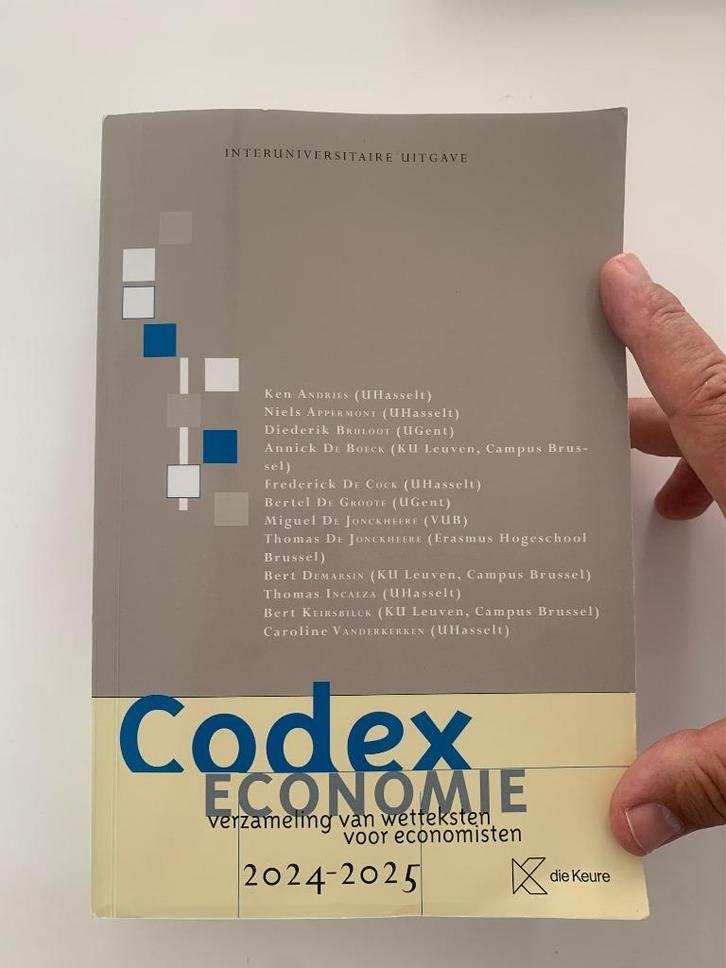 INTERUNIVERSITAIRE UITGAVE
Ken Andries (UHasselt)
Niels Appermont (UHasselt)
Diederik Bruloot (UGent)
Annick De Boeck (KU Leuven, Campus Brus-
sel)
Frederick De Cock (UHasselt)
Bertel De Groote (UGent)
Miguel De Jonckheere (VUB)
Thomas De Jonckheere (Erasmus Hogeschool
Brussel)
Bert Demarsin (KU Leuven, Campus Brussel)
Thomas Incalza (UHasselt)
Bert Keirsbilck (KU Leuven, Campus Brussel)
Caroline Vanderkerken (UHasselt)
Codex
ECONOMIE
verzameling van wetteksten
voor economisten
2024-2025
die Keure